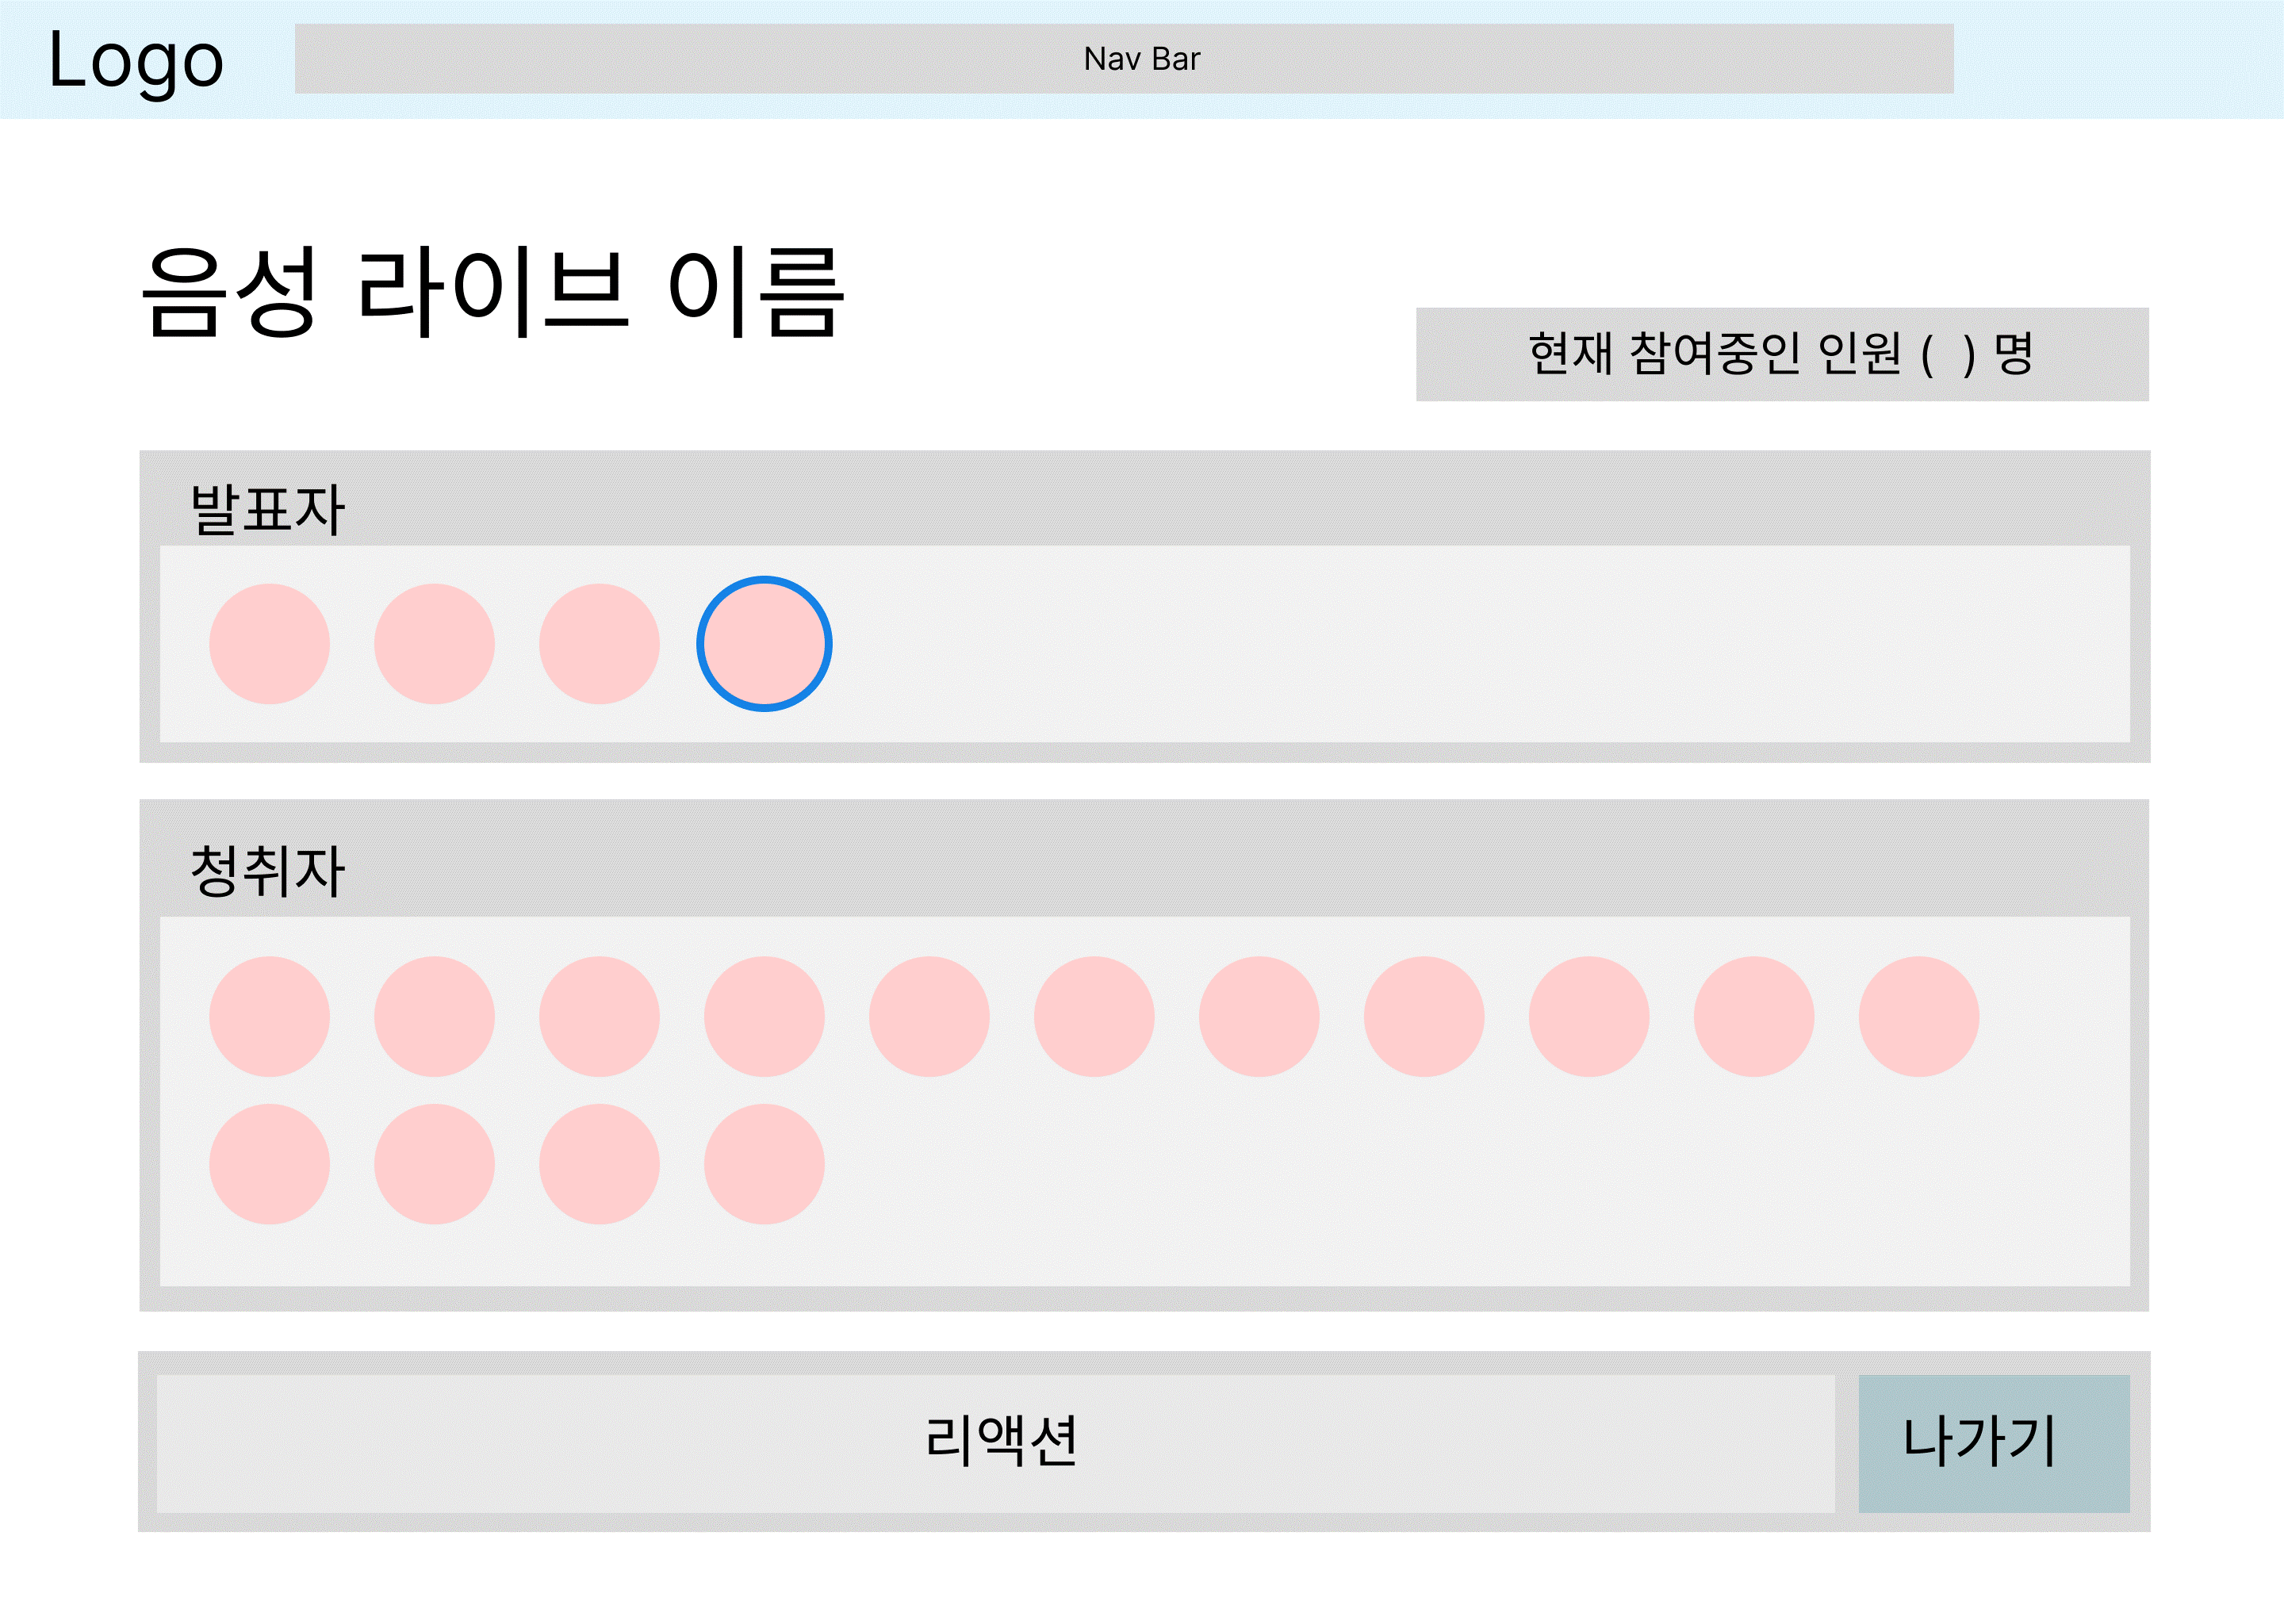 Logo
Nav Bar
음성 라이브 이름
현재 참여중인 인원 (  ) 명
발표자
청취자
리액션
나가기